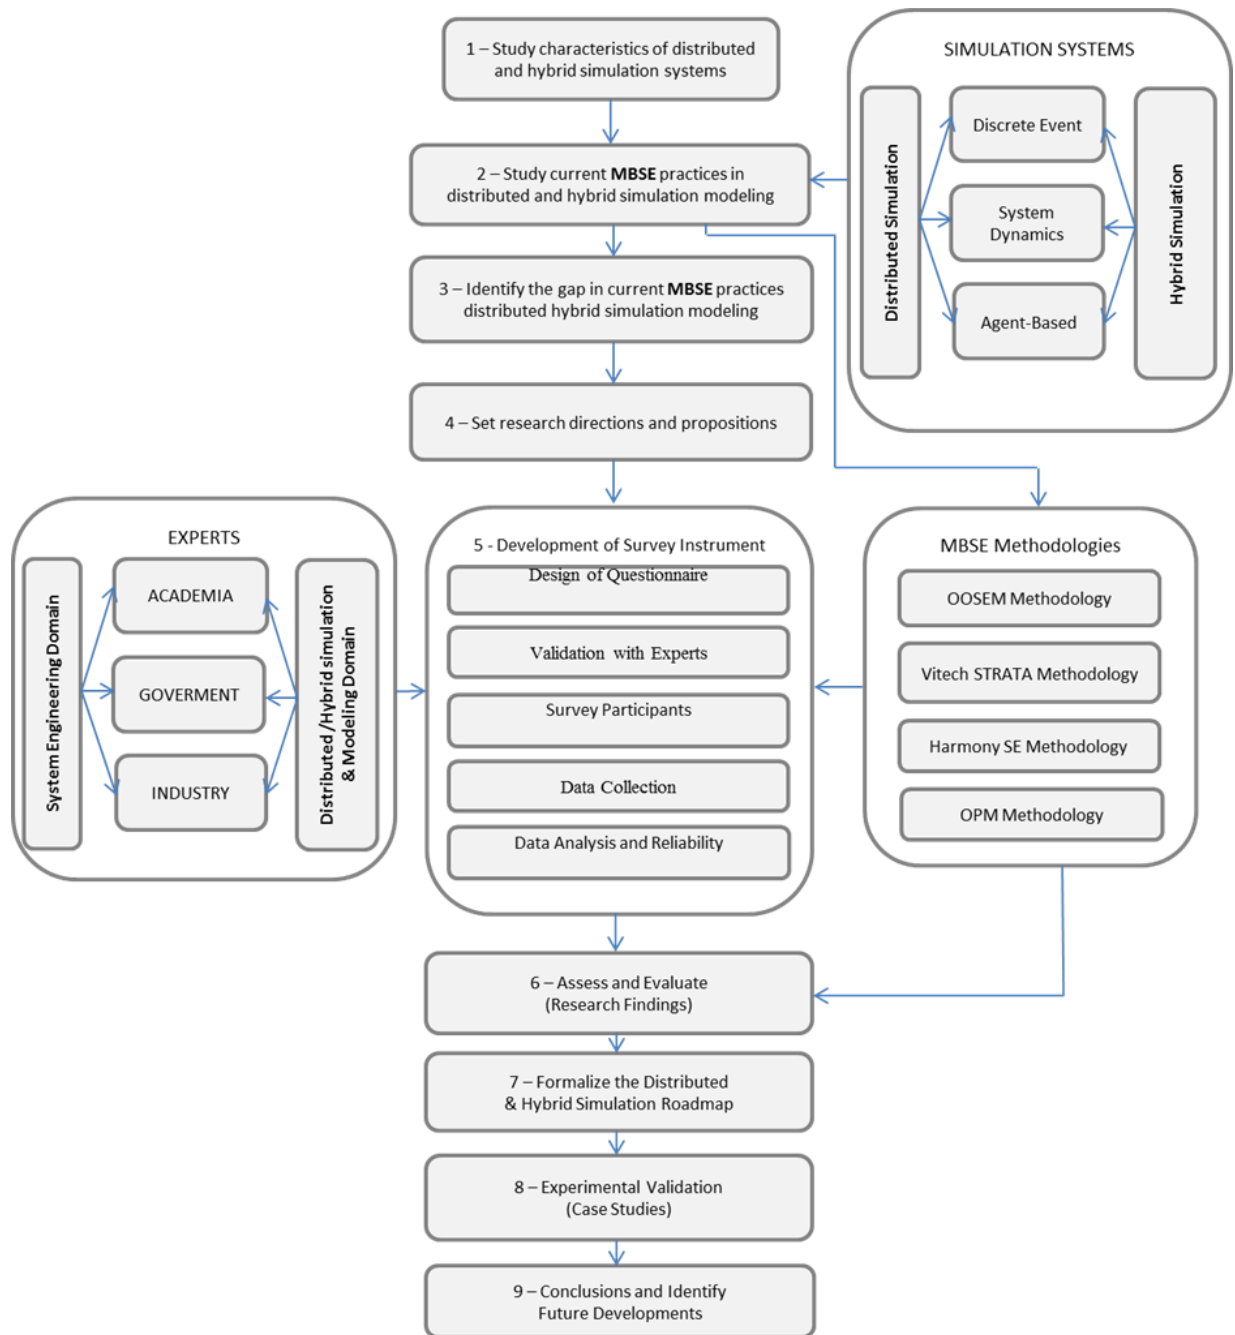 1 – Study characteristics of distributed
and hybrid simulation systems
SIMULATION SYSTEMS
Distributed Simulation
Discrete Event
System
Dynamics
Agent-Based
Hybrid Simulation
2 – Study current MBSE practices in
distributed and hybrid simulation modeling
3 – Identify the gap in current MBSE practices
distributed hybrid simulation modeling
4 – Set research directions and propositions
EXPERTS
System Engineering Domain
ACADEMIA
GOVERMENT
INDUSTRY
Distributed /Hybrid simulation
& Modeling Domain
5 - Development of Survey Instrument
Design of Questionnaire
Validation with Experts
Survey Participants
Data Collection
Data Analysis and Reliability
MBSE Methodologies
OOSEM Methodology
Vitech STRATA Methodology
Harmony SE Methodology
OPM Methodology
6 – Assess and Evaluate
(Research Findings)
7 – Formalize the Distributed
& Hybrid Simulation Roadmap
8 – Experimental Validation
(Case Studies)
9 – Conclusions and Identify
Future Developments